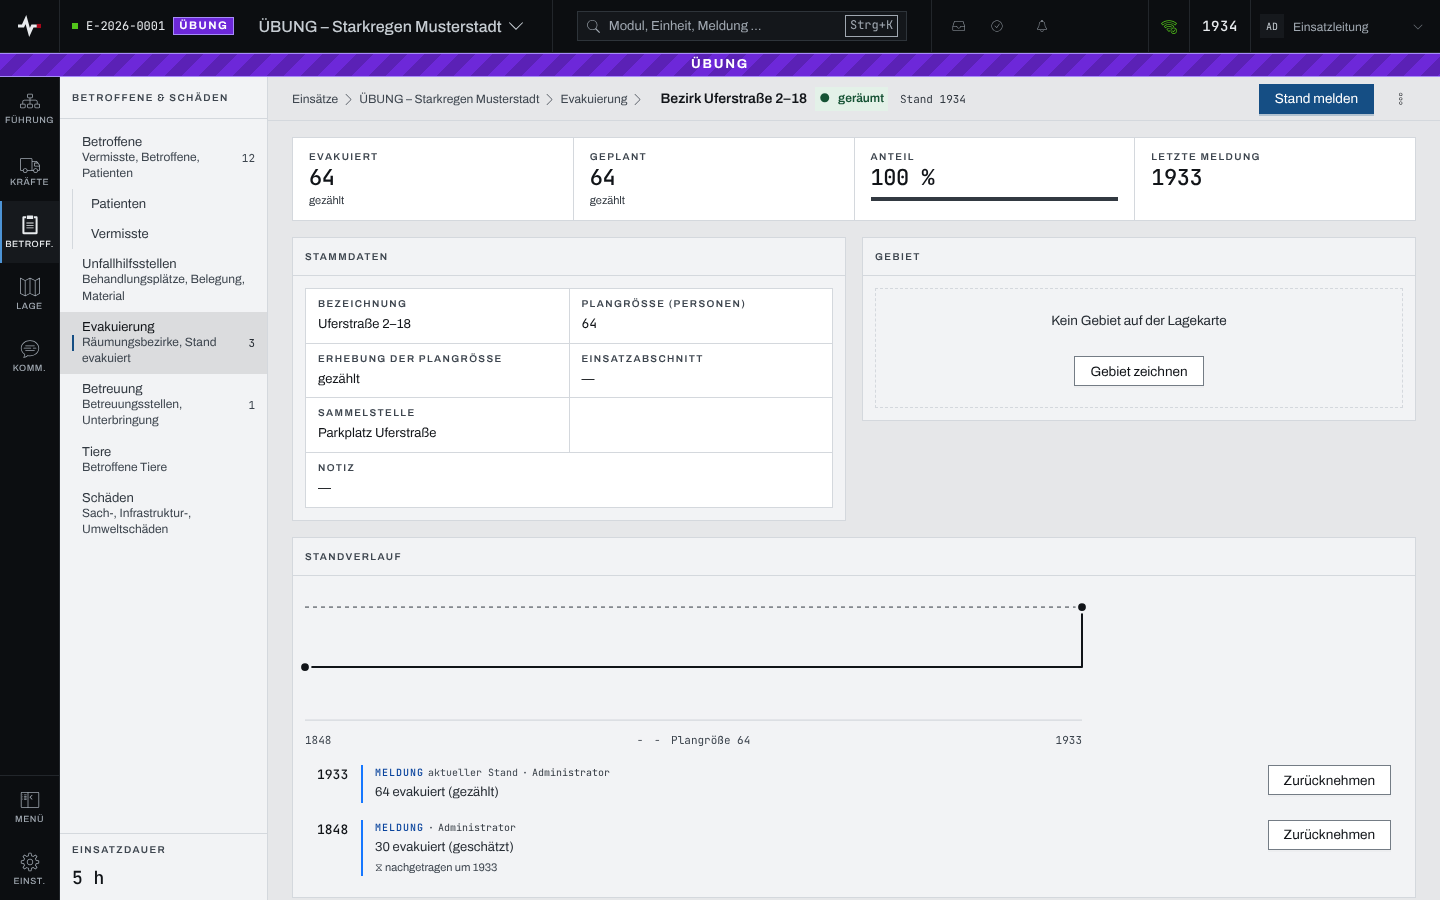 E-2026-0001 ÜBUNG ÜBUNG – Starkregen Musterstadt Modul, Einheit, Meldung ... Strg+K 1934 AD Einsatzleitung
ÜBUNG
FÜHRUNG
KRÄFTE
BETROFF.
LAGE
KOMM.
MENÜ
EINST.
BETROFFENE & SCHÄDEN
Betroffene
Vermisste, Betroffene,
Patienten
12
Patienten
Vermisste
Unfallhilfsstellen
Behandlungsplätze, Belegung,
Material
Evakuierung
Räumungsbezirke, Stand
evakuiert
3
Betreuung
Betreuungsstellen,
Unterbringung
1
Tiere
Betroffene Tiere
Schäden
Sach-, Infrastruktur-,
Umweltschäden
EINSATZDAUER
5 h
Einsätze ÜBUNG – Starkregen Musterstadt Evakuierung Bezirk Uferstraße 2–18 geräumt Stand 1934
Stand melden
EVAKUIERT
64
gezählt
GEPLANT
64
gezählt
ANTEIL
100 %
LETZTE MELDUNG
1933
STAMMDATEN
BEZEICHNUNG
Uferstraße 2–18
PLANGRÖSSE (PERSONEN)
64
ERHEBUNG DER PLANGRÖSSE
gezählt
EINSATZABSCHNITT
—
SAMMELSTELLE
Parkplatz Uferstraße
NOTIZ
—
GEBIET
Kein Gebiet auf der Lagekarte
Gebiet zeichnen
STANDVERLAUF
1848 - - Plangröße 64 1933
1933 MELDUNG aktueller Stand · Administrator
64 evakuiert (gezählt)
Zurücknehmen
1848 MELDUNG · Administrator
30 evakuiert (geschätzt)
⧖ nachgetragen um 1933
Zurücknehmen